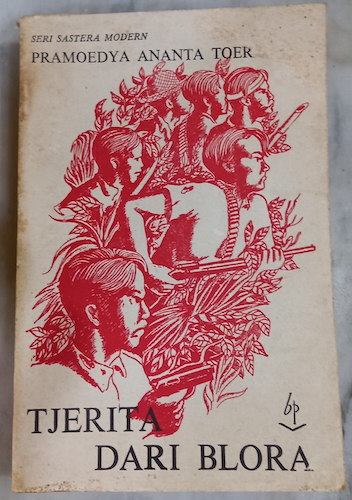 SERI SASTERA MODERN
PRAMOEDYA ANANTA TOER
TJERITA
DARI BLORA
bp